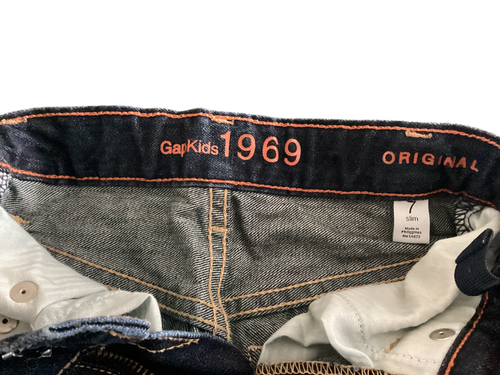 GapKids 1969
ORIGINAL
7
slim
Made in
Philippines